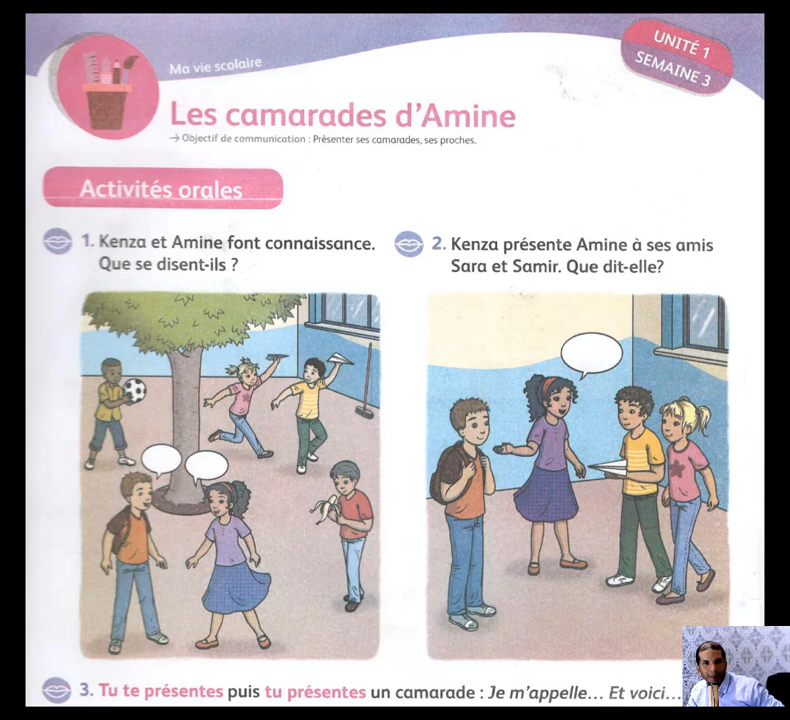 Ma vie scolaire
UNITÉ 1
SEMAINE 3
Les camarades d'Amine
→ Objectif de communication : Présenter ses camarades, ses proches.
Activités orales
1. Kenza et Amine font connaissance.
Que se disent-ils ?
2. Kenza présente Amine à ses amis
Sara et Samir. Que dit-elle?
3. Tu te présentes puis tu présentes un camarade : Je m'appelle... Et voici...